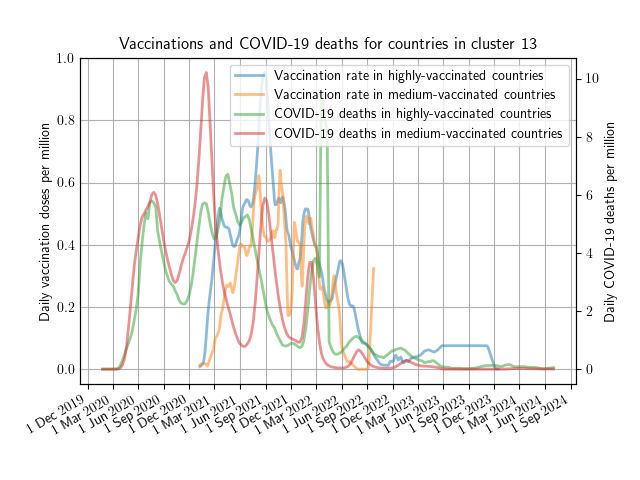 Vaccinations and COVID-19 deaths for countries in cluster 13
Vaccination rate in highly-vaccinated countries
Vaccination rate in medium-vaccinated countries
COVID-19 deaths in highly-vaccinated countries
COVID-19 deaths in medium-vaccinated countries
Daily vaccination doses per million
1.0
0.8
0.6
0.4
0.2
0.0
Daily COVID-19 deaths per million
10
8
6
4
2
0
1 Dec 2019
1 Mar 2020
1 Jun 2020
1 Sep 2020
1 Dec 2020
1 Mar 2021
1 Jun 2021
1 Sep 2021
1 Dec 2021
1 Mar 2022
1 Jun 2022
1 Sep 2022
1 Dec 2022
1 Mar 2023
1 Jun 2023
1 Sep 2023
1 Dec 2023
1 Mar 2024
1 Jun 2024
1 Sep 2024